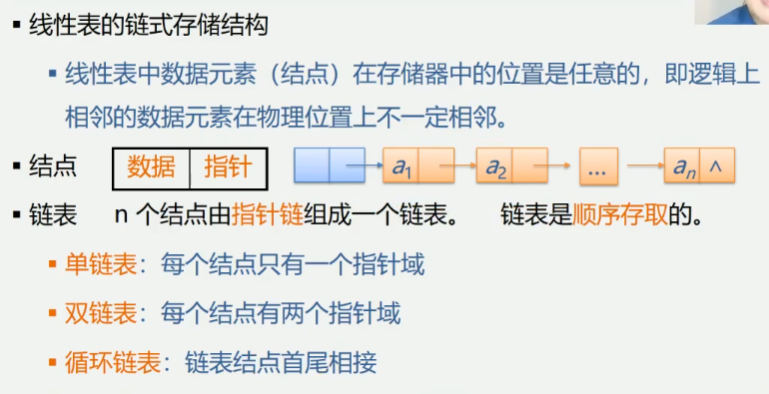 ▪ 线性表的链式存储结构
▪ 线性表中数据元素（结点）在存储器中的位置是任意的，即逻辑上
相邻的数据元素在物理位置上不一定相邻。
▪ 结点 数据 指针 a1 a2 … an ∧
▪ 链表 n 个结点由指针链组成一个链表。 链表是顺序存取的。
▪ 单链表：每个结点只有一个指针域
▪ 双链表：每个结点有两个指针域
▪ 循环链表：链表结点首尾相接